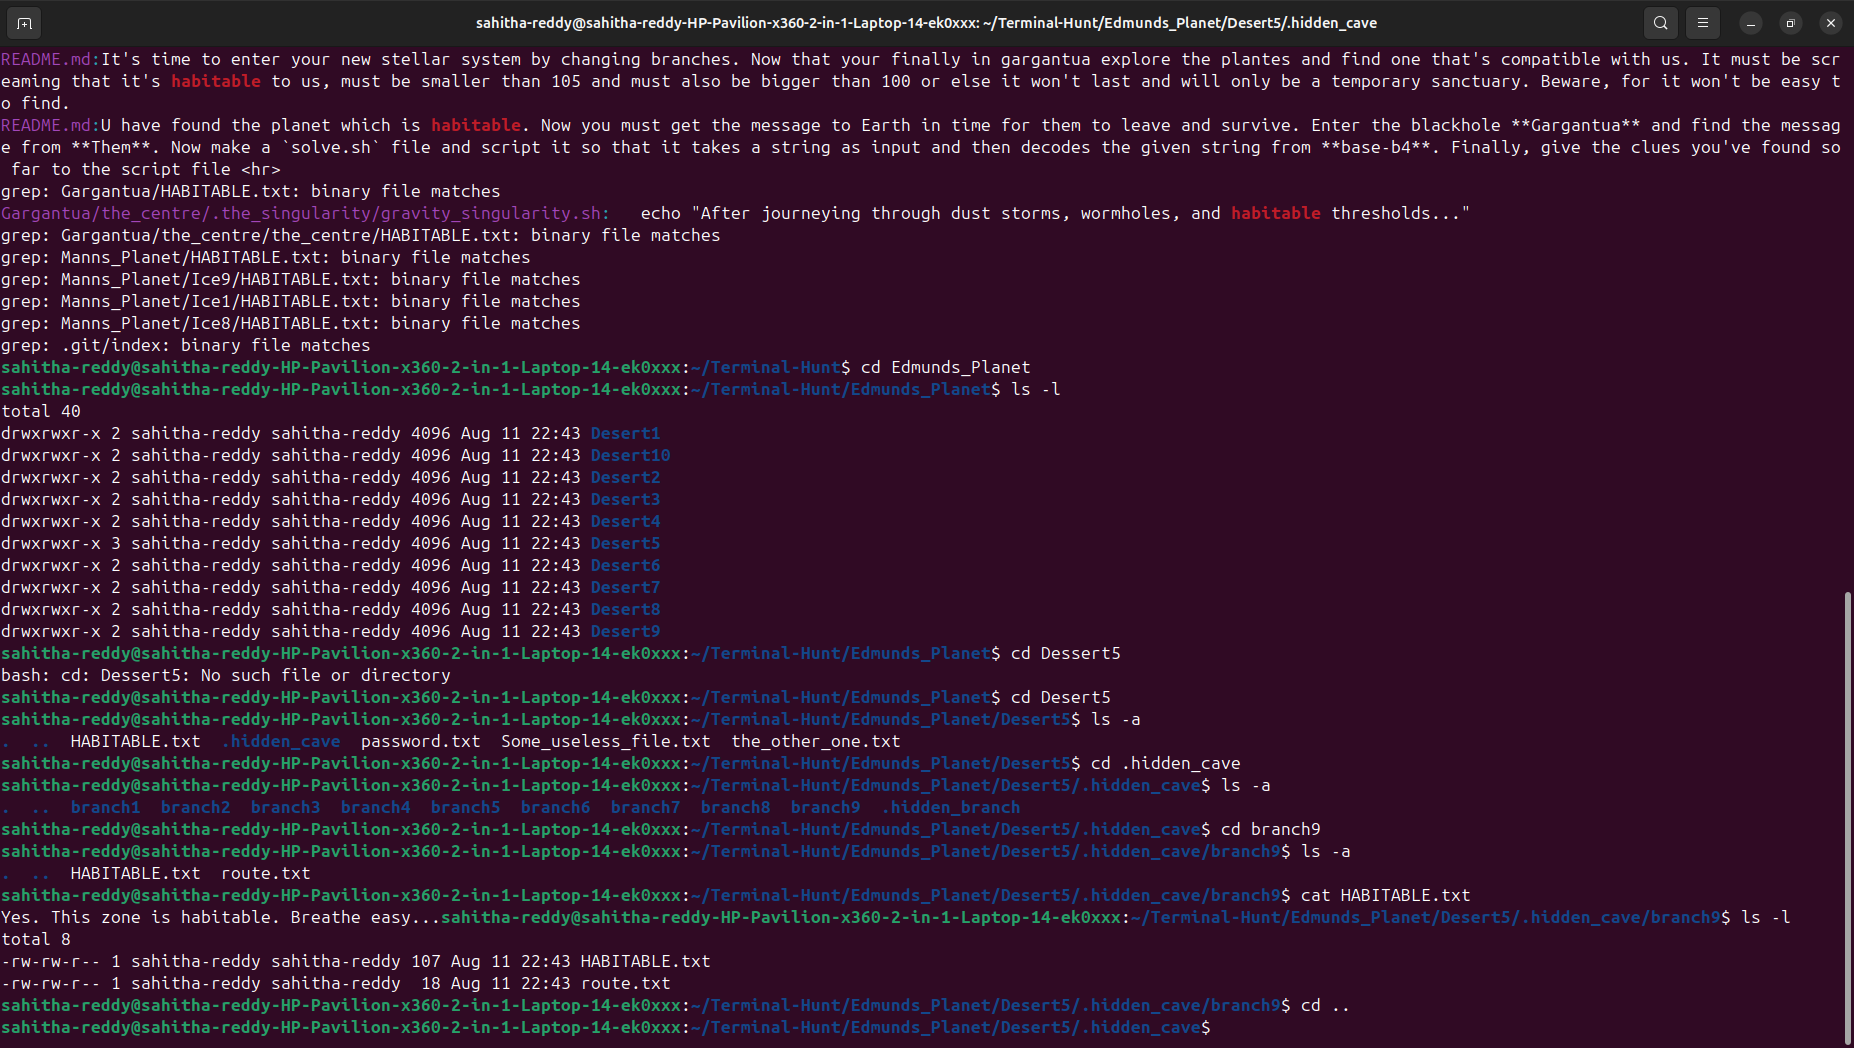 sahitha-reddy@sahitha-reddy-HP-Pavilion-x360-2-in-1-Laptop-14-ek0xxx: ~/Terminal-Hunt/Edmunds_Planet/Desert5/.hidden_cave
README.md:It's time to enter your new stellar system by changing branches. Now that your finally in gargantua explore the plantes and find one that's compatible with us. It must be scr
eaming that it's habitable to us, must be smaller than 105 and must also be bigger than 100 or else it won't last and will only be a temporary sanctuary. Beware, for it won't be easy t
o find.
README.md:U have found the planet which is habitable. Now you must get the message to Earth in time for them to leave and survive. Enter the blackhole **Gargantua** and find the messag
e from **Them**. Now make a `solve.sh` file and script it so that it takes a string as input and then decodes the given string from **base-b4**. Finally, give the clues you've found so
 far to the script file <hr>
grep: Gargantua/HABITABLE.txt: binary file matches
Gargantua/the_centre/.the_singularity/gravity_singularity.sh:   echo "After journeying through dust storms, wormholes, and habitable thresholds..."
grep: Gargantua/the_centre/the_centre/HABITABLE.txt: binary file matches
grep: Manns_Planet/HABITABLE.txt: binary file matches
grep: Manns_Planet/Ice9/HABITABLE.txt: binary file matches
grep: Manns_Planet/Ice1/HABITABLE.txt: binary file matches
grep: Manns_Planet/Ice8/HABITABLE.txt: binary file matches
grep: .git/index: binary file matches
sahitha-reddy@sahitha-reddy-HP-Pavilion-x360-2-in-1-Laptop-14-ek0xxx:~/Terminal-Hunt$ cd Edmunds_Planet
sahitha-reddy@sahitha-reddy-HP-Pavilion-x360-2-in-1-Laptop-14-ek0xxx:~/Terminal-Hunt/Edmunds_Planet$ ls -l
total 40
drwxrwxr-x 2 sahitha-reddy sahitha-reddy 4096 Aug 11 22:43 Desert1
drwxrwxr-x 2 sahitha-reddy sahitha-reddy 4096 Aug 11 22:43 Desert10
drwxrwxr-x 2 sahitha-reddy sahitha-reddy 4096 Aug 11 22:43 Desert2
drwxrwxr-x 2 sahitha-reddy sahitha-reddy 4096 Aug 11 22:43 Desert3
drwxrwxr-x 2 sahitha-reddy sahitha-reddy 4096 Aug 11 22:43 Desert4
drwxrwxr-x 3 sahitha-reddy sahitha-reddy 4096 Aug 11 22:43 Desert5
drwxrwxr-x 2 sahitha-reddy sahitha-reddy 4096 Aug 11 22:43 Desert6
drwxrwxr-x 2 sahitha-reddy sahitha-reddy 4096 Aug 11 22:43 Desert7
drwxrwxr-x 2 sahitha-reddy sahitha-reddy 4096 Aug 11 22:43 Desert8
drwxrwxr-x 2 sahitha-reddy sahitha-reddy 4096 Aug 11 22:43 Desert9
sahitha-reddy@sahitha-reddy-HP-Pavilion-x360-2-in-1-Laptop-14-ek0xxx:~/Terminal-Hunt/Edmunds_Planet$ cd Dessert5
bash: cd: Dessert5: No such file or directory
sahitha-reddy@sahitha-reddy-HP-Pavilion-x360-2-in-1-Laptop-14-ek0xxx:~/Terminal-Hunt/Edmunds_Planet$ cd Desert5
sahitha-reddy@sahitha-reddy-HP-Pavilion-x360-2-in-1-Laptop-14-ek0xxx:~/Terminal-Hunt/Edmunds_Planet/Desert5$ ls -a
.  ..  HABITABLE.txt  .hidden_cave  password.txt  Some_useless_file.txt  the_other_one.txt
sahitha-reddy@sahitha-reddy-HP-Pavilion-x360-2-in-1-Laptop-14-ek0xxx:~/Terminal-Hunt/Edmunds_Planet/Desert5$ cd .hidden_cave
sahitha-reddy@sahitha-reddy-HP-Pavilion-x360-2-in-1-Laptop-14-ek0xxx:~/Terminal-Hunt/Edmunds_Planet/Desert5/.hidden_cave$ ls -a
.  ..  branch1  branch2  branch3  branch4  branch5  branch6  branch7  branch8  branch9  .hidden_branch
sahitha-reddy@sahitha-reddy-HP-Pavilion-x360-2-in-1-Laptop-14-ek0xxx:~/Terminal-Hunt/Edmunds_Planet/Desert5/.hidden_cave$ cd branch9
sahitha-reddy@sahitha-reddy-HP-Pavilion-x360-2-in-1-Laptop-14-ek0xxx:~/Terminal-Hunt/Edmunds_Planet/Desert5/.hidden_cave/branch9$ ls -a
.  ..  HABITABLE.txt  route.txt
sahitha-reddy@sahitha-reddy-HP-Pavilion-x360-2-in-1-Laptop-14-ek0xxx:~/Terminal-Hunt/Edmunds_Planet/Desert5/.hidden_cave/branch9$ cat HABITABLE.txt
Yes. This zone is habitable. Breathe easy...sahitha-reddy@sahitha-reddy-HP-Pavilion-x360-2-in-1-Laptop-14-ek0xxx:~/Terminal-Hunt/Edmunds_Planet/Desert5/.hidden_cave/branch9$ ls -l
total 8
-rw-rw-r-- 1 sahitha-reddy sahitha-reddy 107 Aug 11 22:43 HABITABLE.txt
-rw-rw-r-- 1 sahitha-reddy sahitha-reddy  18 Aug 11 22:43 route.txt
sahitha-reddy@sahitha-reddy-HP-Pavilion-x360-2-in-1-Laptop-14-ek0xxx:~/Terminal-Hunt/Edmunds_Planet/Desert5/.hidden_cave/branch9$ cd ..
sahitha-reddy@sahitha-reddy-HP-Pavilion-x360-2-in-1-Laptop-14-ek0xxx:~/Terminal-Hunt/Edmunds_Planet/Desert5/.hidden_cave$